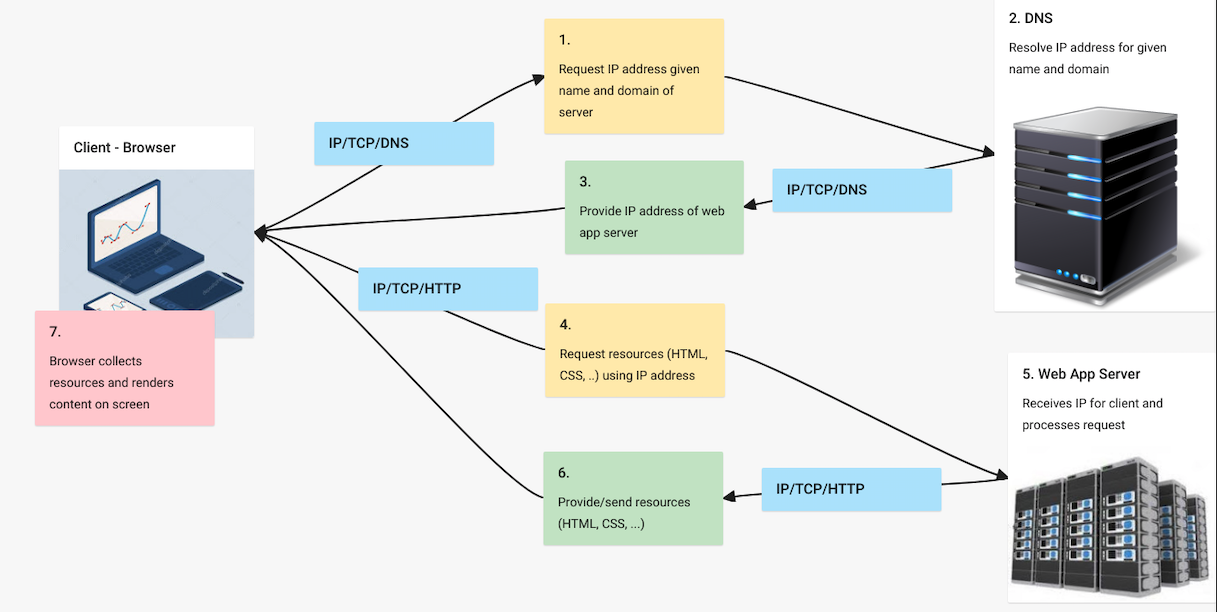 Client - Browser
7.
Browser collects
resources and renders
content on screen
IP/TCP/DNS
1.
Request IP address given
name and domain of
server
2. DNS
Resolve IP address for given
name and domain
IP/TCP/DNS
3.
Provide IP address of web
app server
IP/TCP/HTTP
4.
Request resources (HTML,
CSS, ..) using IP address
5. Web App Server
Receives IP for client and
processes request
IP/TCP/HTTP
6.
Provide/send resources
(HTML, CSS, ...)